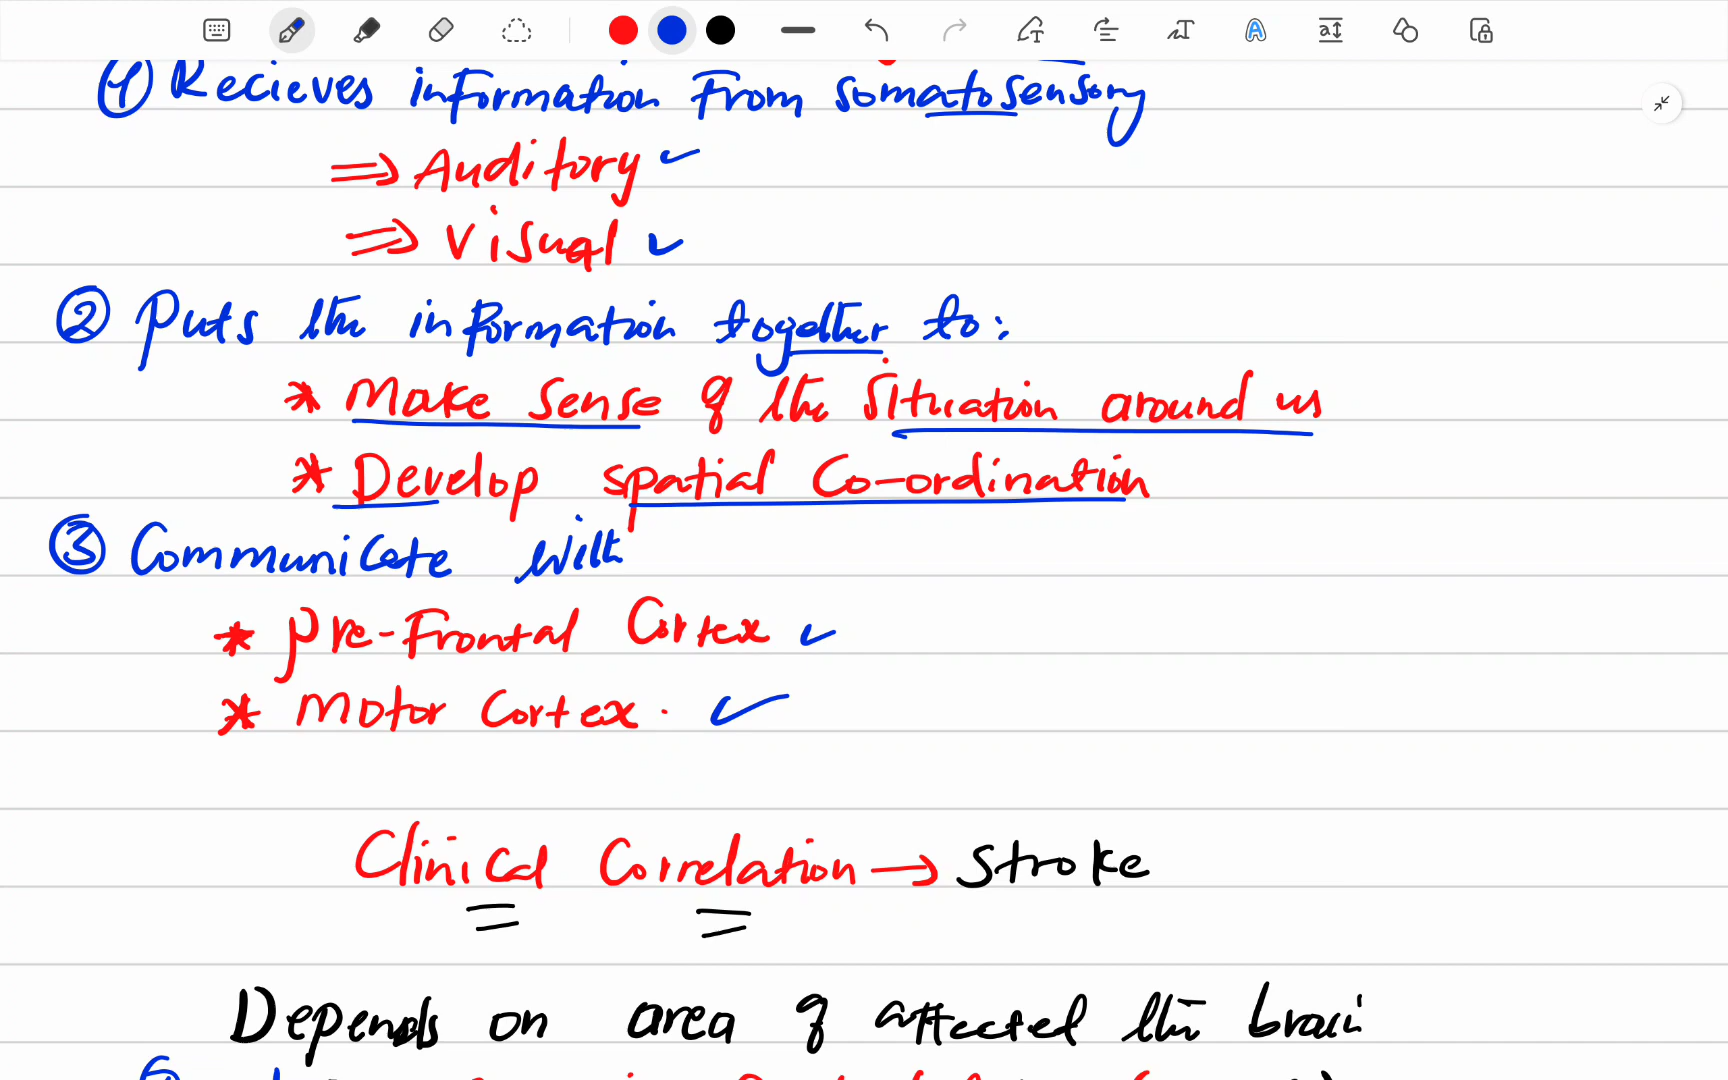 1) Recieves information from somatosensory
⇒ Auditory ✓
⇒ Visual ✓
② Puts the information together to:
* Make sense of the situation around us
* Develop spatial Co-ordination
③ Communicate with
* Pre-Frontal Cortex ✓
* Motor Cortex. ✓
Clinical Correlation → Stroke
Depends on area of affected the brain